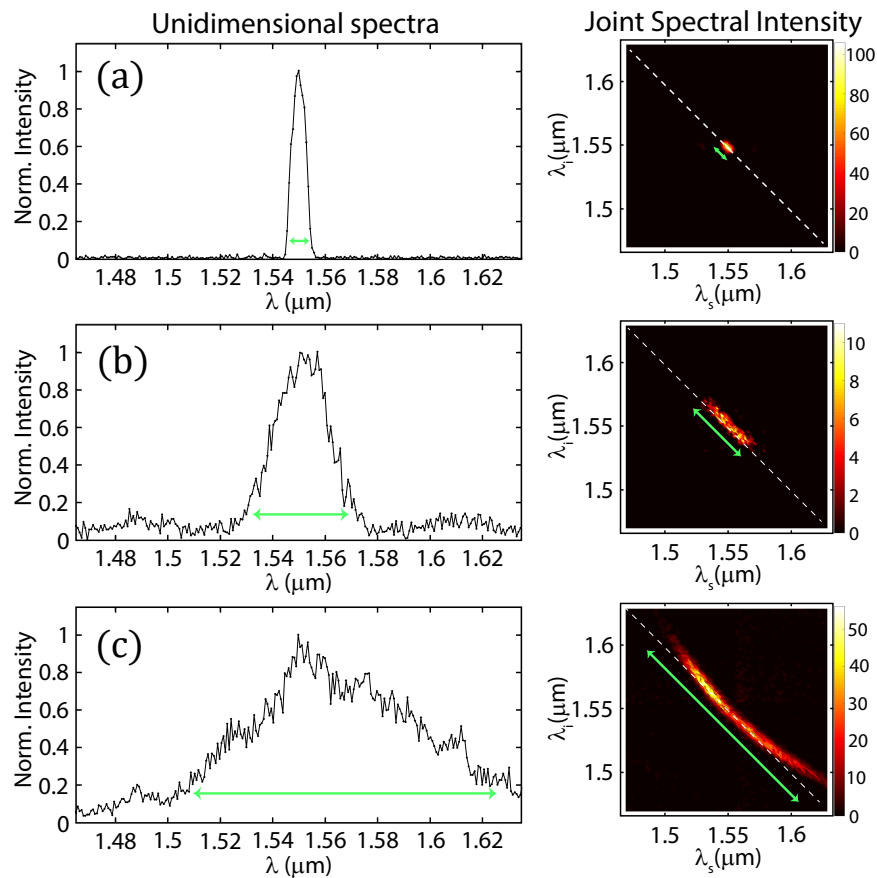 Unidimensional spectra
Joint Spectral Intensity
(a)
Norm. Intensity
1
0.8
0.6
0.4
0.2
0
1.48 1.5 1.52 1.54 1.56 1.58 1.6 1.62
λ (μm)
λi(μm)
1.6
1.55
1.5
1.5 1.55 1.6
λs(μm)
100
80
60
40
20
0
(b)
Norm. Intensity
1
0.8
0.6
0.4
0.2
0
1.48 1.5 1.52 1.54 1.56 1.58 1.6 1.62
λ (μm)
λi(μm)
1.6
1.55
1.5
1.5 1.55 1.6
λs(μm)
10
8
6
4
2
0
(c)
Norm. Intensity
1
0.8
0.6
0.4
0.2
0
1.48 1.5 1.52 1.54 1.56 1.58 1.6 1.62
λ (μm)
λi(μm)
1.6
1.55
1.5
1.5 1.55 1.6
λs(μm)
50
40
30
20
10
0